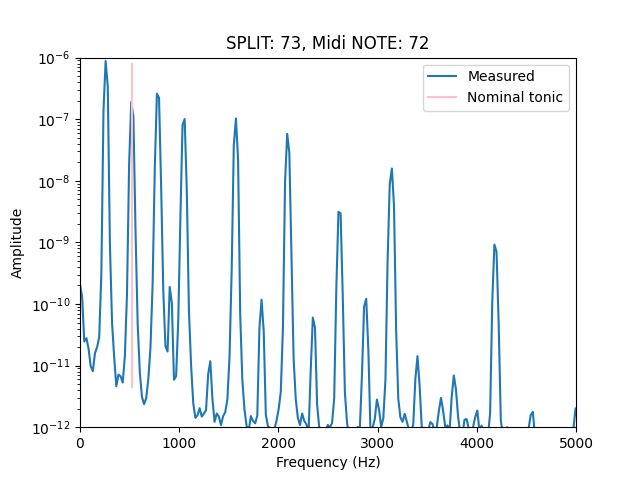 SPLIT: 73, Midi NOTE: 72
Measured
Nominal tonic
Amplitude
10^-6
10^-7
10^-8
10^-9
10^-10
10^-11
10^-12
0 1000 2000 3000 4000 5000
Frequency (Hz)